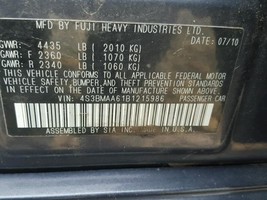 MFD BY FUJI HEAVY INDUSTRIES LTD.
GVWR: 4435 LB (2010 KG) DATE: 07/10
GAWR: F 2360 LB (1070 KG)
GAWR: R 2340 LB (1060 KG)
THIS VEHICLE CONFORMS TO ALL APPLICABLE
FEDERAL MOTOR VEHICLE SAFETY, BUMPER AND
THEFT PREVENTION STANDARDS
IN EFFECT ON THE DATE OF MANUFACTURE SHOWN ABOVE.
VIN: 4S3BMAA61B1215986 PASSENGER CAR
ASSEMBLED BY IN U.S.A.